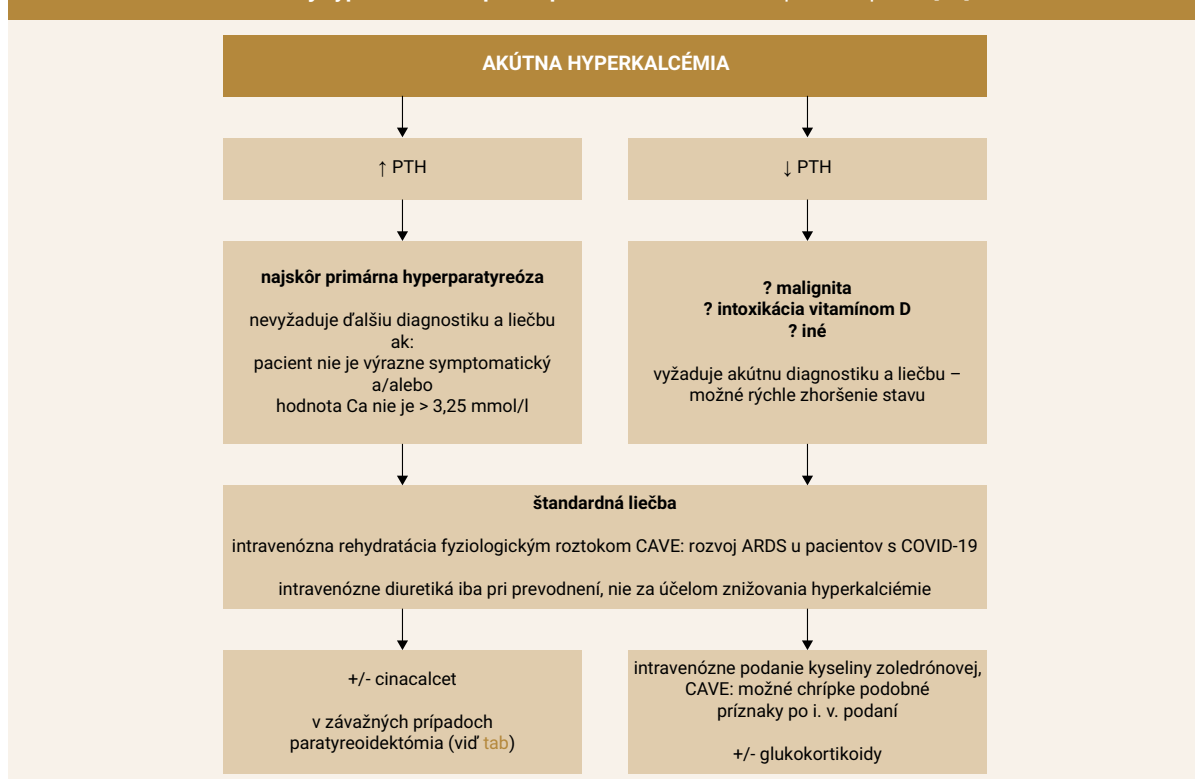 AKÚTNA HYPERKALCÉMIA
↑ PTH
↓ PTH
najskôr primárna hyperparatyreóza
nevyžaduje ďalšiu diagnostiku a liečbu
ak:
pacient nie je výrazne symptomatický
a/alebo
hodnota Ca nie je > 3,25 mmol/l
? malignita
? intoxikácia vitamínom D
? iné
vyžaduje akútnu diagnostiku a liečbu –
možné rýchle zhoršenie stavu
štandardná liečba
intravenózna rehydratácia fyziologickým roztokom CAVE: rozvoj ARDS u pacientov s COVID-19
intravenózne diuretiká iba pri prevodnení, nie za účelom znižovania hyperkalciémie
+/- cinacalcet
v závažných prípadoch
paratyreoidektómia (viď tab)
intravenózne podanie kyseliny zoledrónovej,
CAVE: možné chrípke podobné
príznaky po i. v. podaní
+/- glukokortikoidy